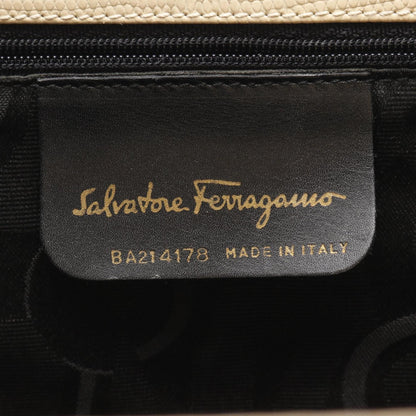 Salvatore Ferragamo
BA214178 MADE IN ITALY